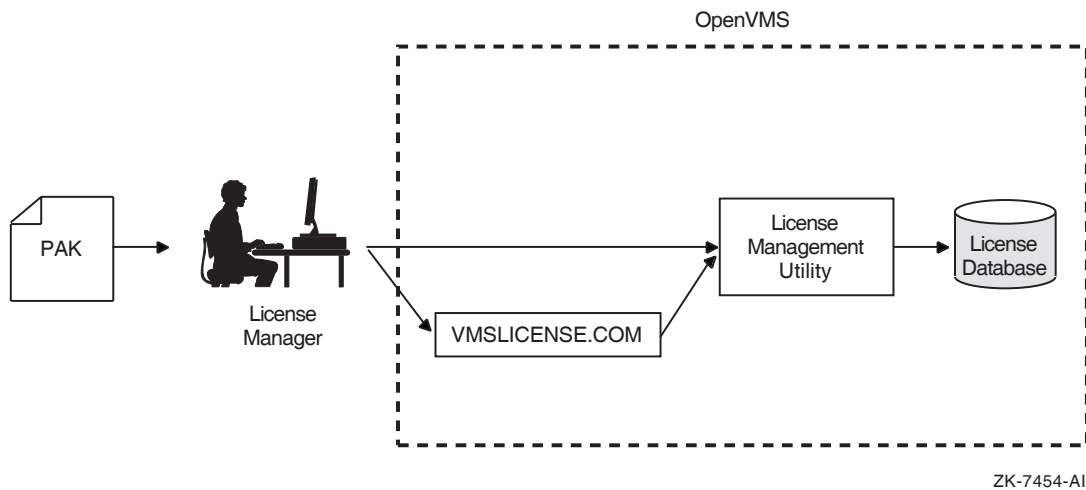 OpenVMS
PAK
License
Manager
VMSLICENSE.COM
License
Management
Utility
License
Database
ZK-7454-AI